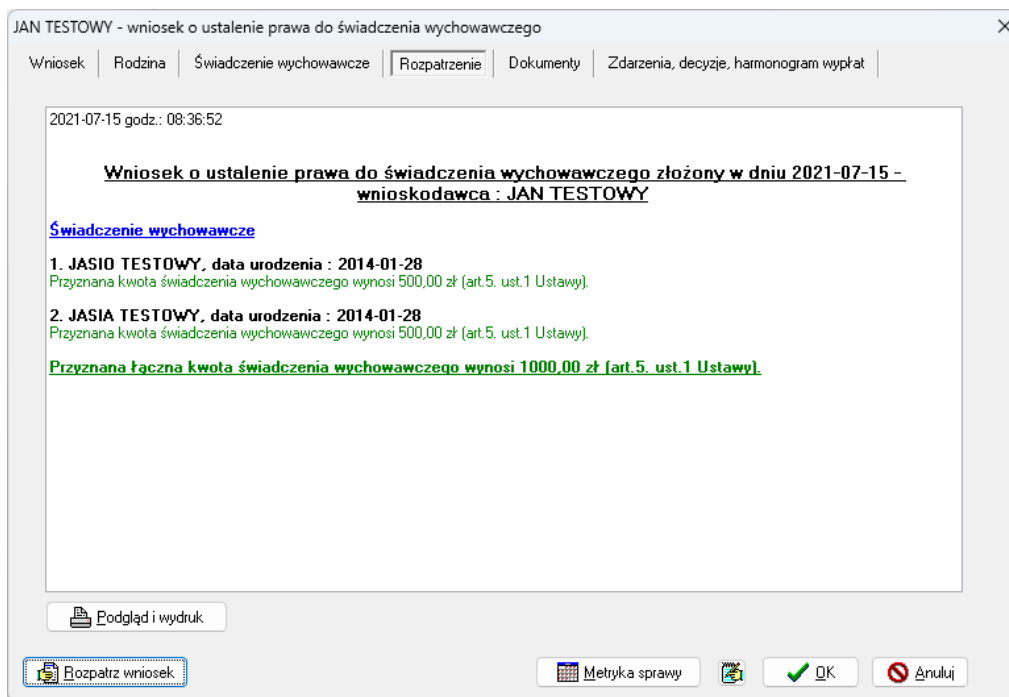 JAN TESTOWY - wniosek o ustalenie prawa do świadczenia wychowawczego
Wniosek Rodzina Świadczenie wychowawcze Rozpatrzenie Dokumenty Zdarzenia, decyzje, harmonogram wypłat
2021-07-15 godz.: 08:36:52
Wniosek o ustalenie prawa do świadczenia wychowawczego złożony w dniu 2021-07-15 -
wnioskodawca : JAN TESTOWY
Świadczenie wychowawcze
1. JASIO TESTOWY, data urodzenia : 2014-01-28
Przyznana kwota świadczenia wychowawczego wynosi 500,00 zł (art.5. ust.1 Ustawy).
2. JASIA TESTOWY, data urodzenia : 2014-01-28
Przyznana kwota świadczenia wychowawczego wynosi 500,00 zł (art.5. ust.1 Ustawy).
Przyznana łączna kwota świadczenia wychowawczego wynosi 1000,00 zł (art.5. ust.1 Ustawy).
Podgląd i wydruk
Rozpatrz wniosek Metryka sprawy OK Anuluj